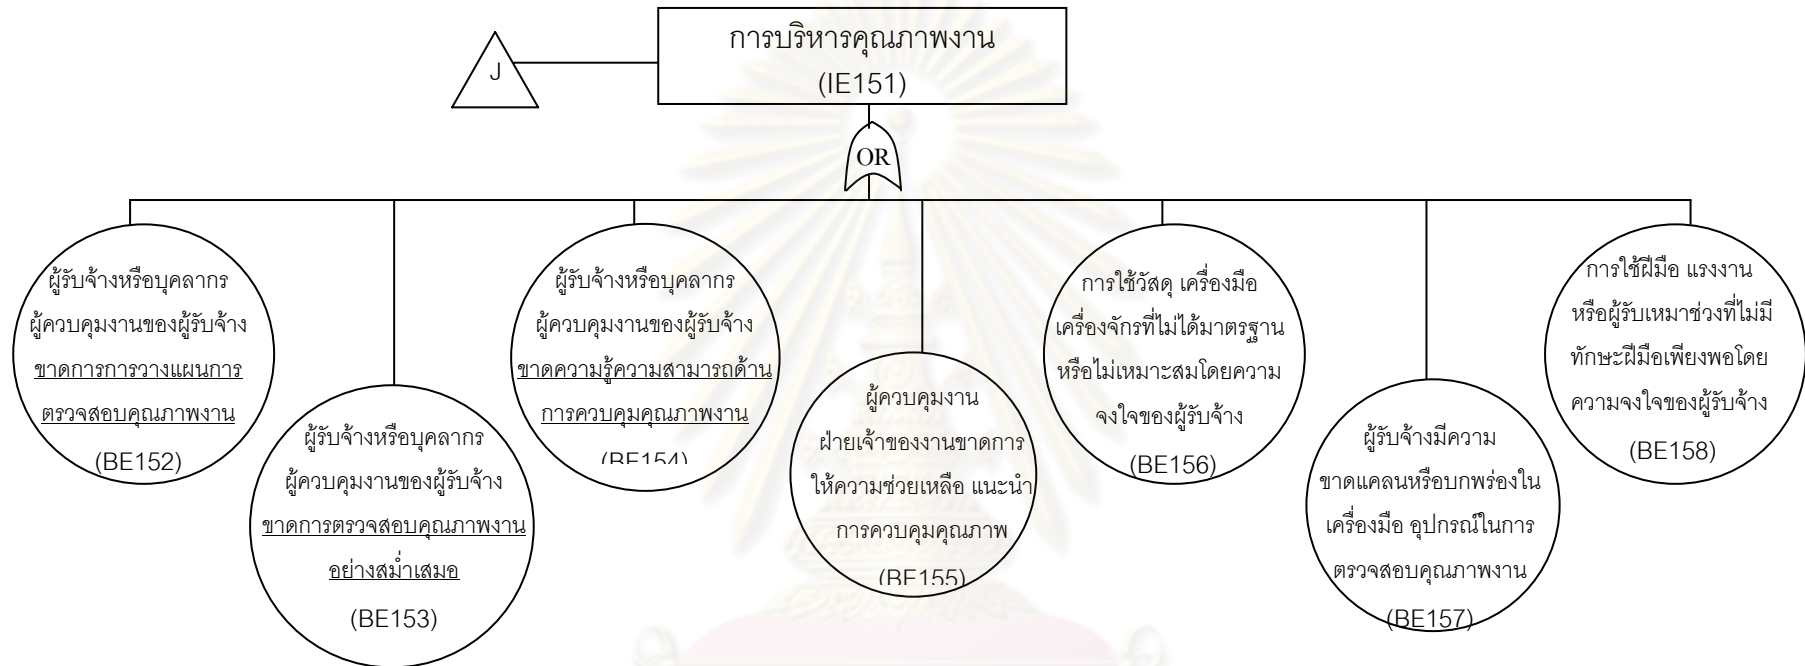 J
การบริหารคุณภาพงาน
(IE151)
OR
ผู้รับจ้างหรือบุคลากร
ผู้ควบคุมงานของผู้รับจ้าง
ขาดการการวางแผนการ
ตรวจสอบคุณภาพงาน
(BE152)
ผู้รับจ้างหรือบุคลากร
ผู้ควบคุมงานของผู้รับจ้าง
ขาดการตรวจสอบคุณภาพงาน
อย่างสม่ำเสมอ
(BE153)
ผู้รับจ้างหรือบุคลากร
ผู้ควบคุมงานของผู้รับจ้าง
ขาดความรู้ความสามารถด้าน
การควบคุมคุณภาพงาน
(BE154)
ผู้ควบคุมงาน
ฝ่ายเจ้าของงานขาดการ
ให้ความช่วยเหลือ แนะนำ
การควบคุมคุณภาพ
(BE155)
การใช้วัสดุ เครื่องมือ
เครื่องจักรที่ไม่ได้มาตรฐาน
หรือไม่เหมาะสมโดยความ
จงใจของผู้รับจ้าง
(BE156)
ผู้รับจ้างมีความ
ขาดแคลนหรือบกพร่องใน
เครื่องมือ อุปกรณ์ในการ
ตรวจสอบคุณภาพงาน
(BE157)
การใช้ฝีมือ แรงงาน
หรือผู้รับเหมาช่วงที่ไม่มี
ทักษะฝีมือเพียงพอโดย
ความจงใจของผู้รับจ้าง
(BE158)